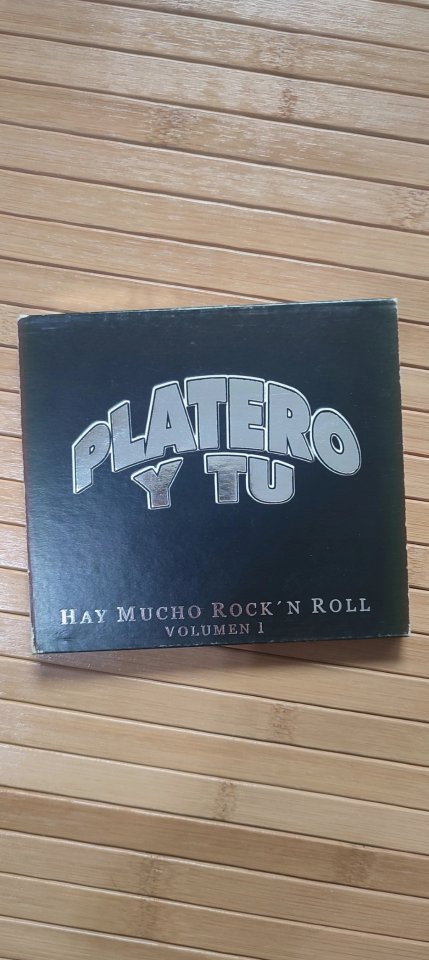 PLATERO
Y TU
HAY MUCHO ROCK´N ROLL
VOLUMEN 1